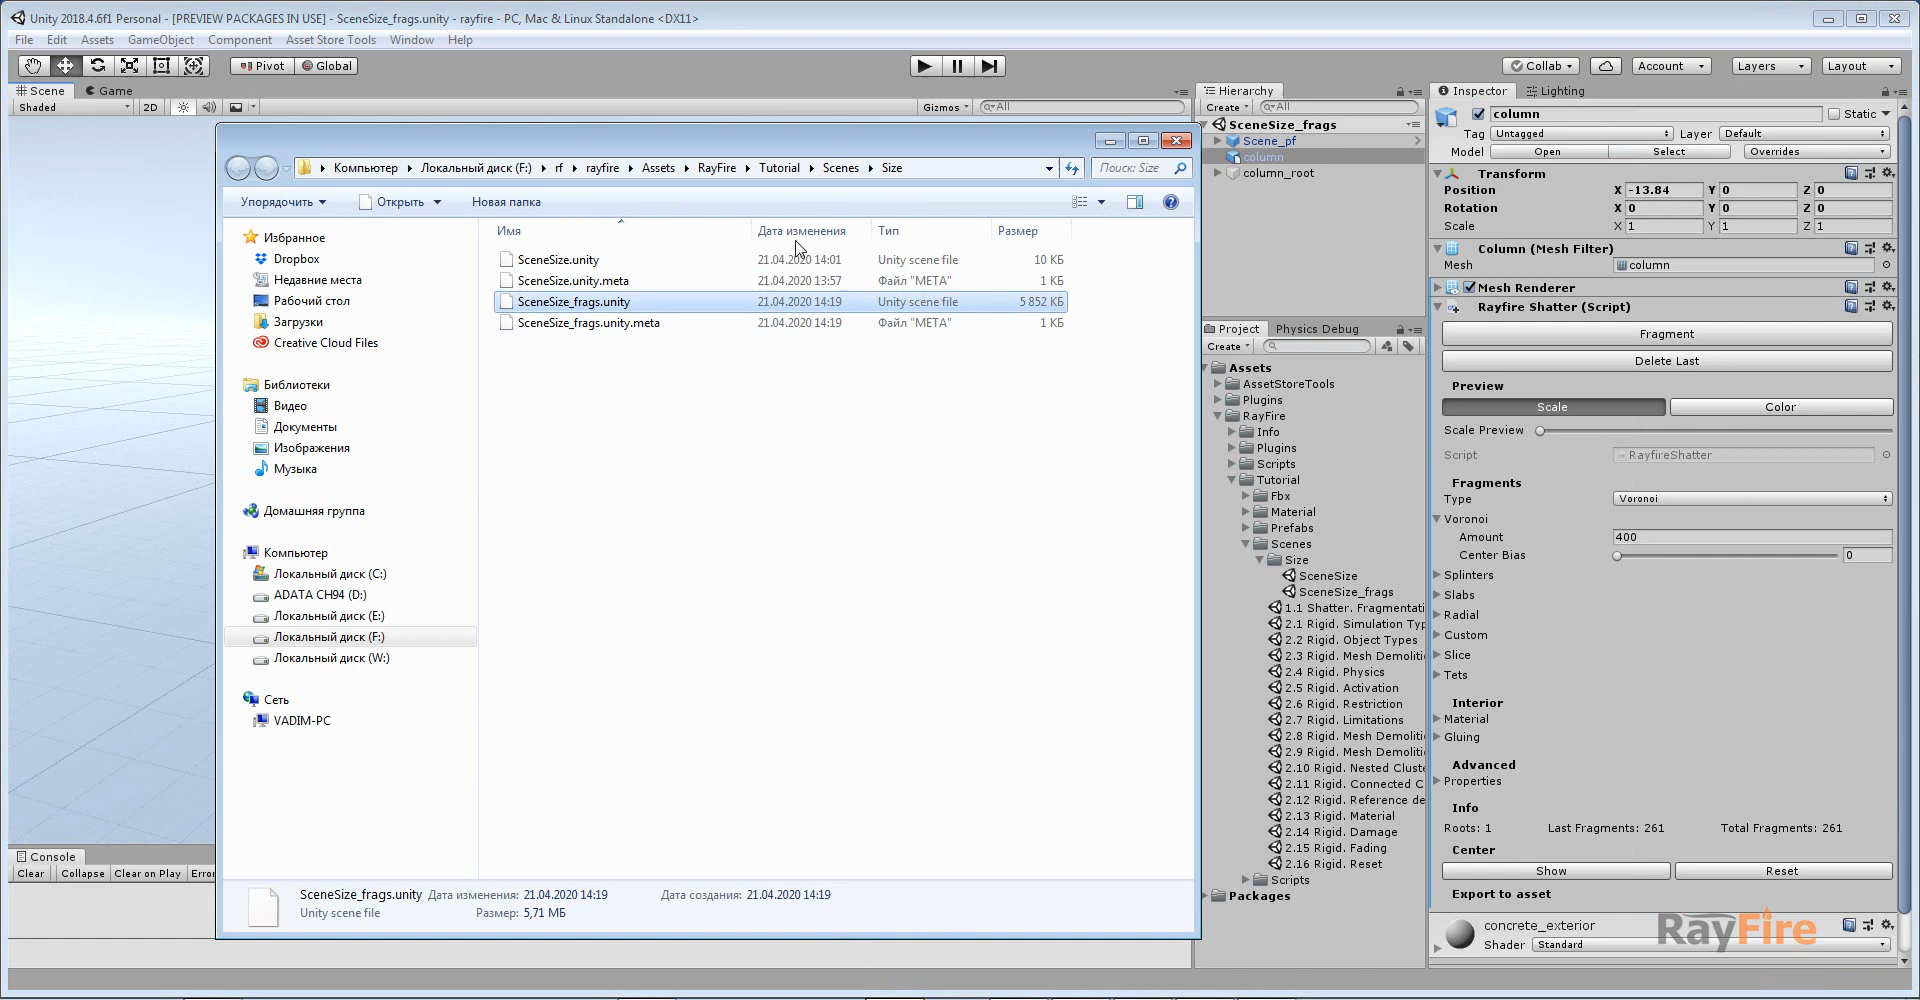 Unity 2018.4.6f1 Personal - [PREVIEW PACKAGES IN USE] - SceneSize_frags.unity - rayfire - PC, Mac & Linux Standalone <DX11>
File Edit Assets GameObject Component Asset Store Tools Window Help
Pivot Global Collab Account Layers Layout
Scene Game
Shaded 2D Gizmos All
Компьютер Локальный диск (F:) rf rayfire Assets RayFire Tutorial Scenes Size Поиск: Size
Упорядочить Открыть Новая папка
Избранное
Dropbox
Недавние места
Рабочий стол
Загрузки
Creative Cloud Files
Библиотеки
Видео
Документы
Изображения
Музыка
Домашняя группа
Компьютер
Локальный диск (C:)
ADATA CH94 (D:)
Локальный диск (E:)
Локальный диск (F:)
Локальный диск (W:)
Сеть
VADIM-PC
Имя Дата изменения Тип Размер
SceneSize.unity 21.04.2020 14:01 Unity scene file 10 КБ
SceneSize.unity.meta 21.04.2020 13:57 Файл "META" 1 КБ
SceneSize_frags.unity 21.04.2020 14:19 Unity scene file 5 852 КБ
SceneSize_frags.unity.meta 21.04.2020 14:19 Файл "META" 1 КБ
SceneSize_frags.unity Дата изменения: 21.04.2020 14:19 Дата создания: 21.04.2020 14:19
Unity scene file Размер: 5,71 МБ
Console
Clear Collapse Clear on Play
Hierarchy
Create All
SceneSize_frags
Scene_pf
column
column_root
Project Physics Debug
Create
Assets
AssetStoreTools
Plugins
RayFire
Info
Plugins
Scripts
Tutorial
Fbx
Material
Prefabs
Scenes
Size
SceneSize
SceneSize_frags
1.1 Shatter. Fragmentati
2.1 Rigid. Simulation Typ
2.2 Rigid. Object Types
2.3 Rigid. Mesh Demoliti
2.4 Rigid. Physics
2.5 Rigid. Activation
2.6 Rigid. Restriction
2.7 Rigid. Limitations
2.8 Rigid. Mesh Demoliti
2.9 Rigid. Mesh Demoliti
2.10 Rigid. Nested Cluste
2.11 Rigid. Connected C
2.12 Rigid. Reference de
2.13 Rigid. Material
2.14 Rigid. Damage
2.15 Rigid. Fading
2.16 Rigid. Reset
Scripts
Packages
Inspector Lighting
column Static
Tag Untagged Layer Default
Model Open Select Overrides
Transform
Position X -13.84 Y 0 Z 0
Rotation X 0 Y 0 Z 0
Scale X 1 Y 1 Z 1
Column (Mesh Filter)
Mesh column
Mesh Renderer
Rayfire Shatter (Script)
Fragment
Delete Last
Preview
Scale Color
Scale Preview
Script RayfireShatter
Fragments
Type Voronoi
Voronoi
Amount 400
Center Bias 0
Splinters
Slabs
Radial
Custom
Slice
Tets
Interior
Material
Gluing
Advanced
Properties
Info
Roots: 1 Last Fragments: 261 Total Fragments: 261
Center
Show Reset
Export to asset
concrete_exterior
Shader Standard
RayFire